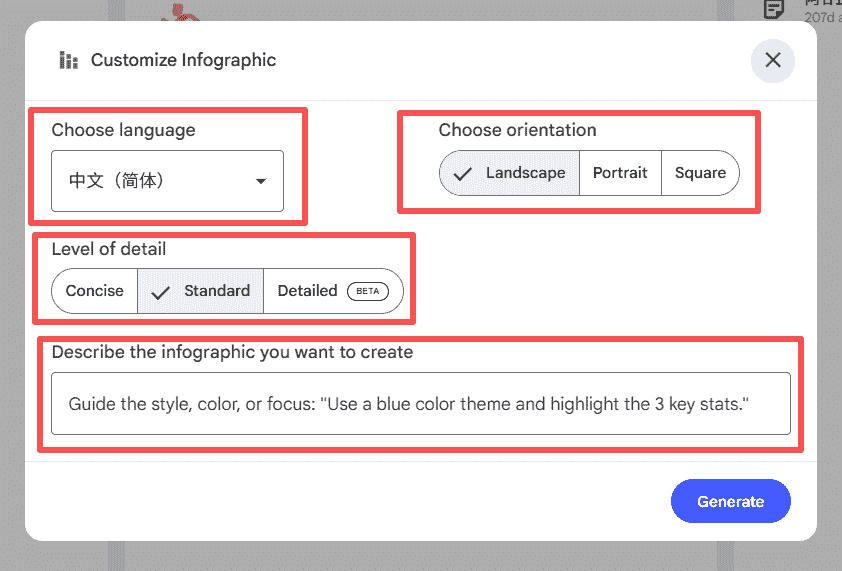 Customize Infographic
Choose language
中文（简体）
Choose orientation
Landscape
Portrait
Square
Level of detail
Concise
Standard
Detailed
BETA
Describe the infographic you want to create
Guide the style, color, or focus: "Use a blue color theme and highlight the 3 key stats."
Generate
207d